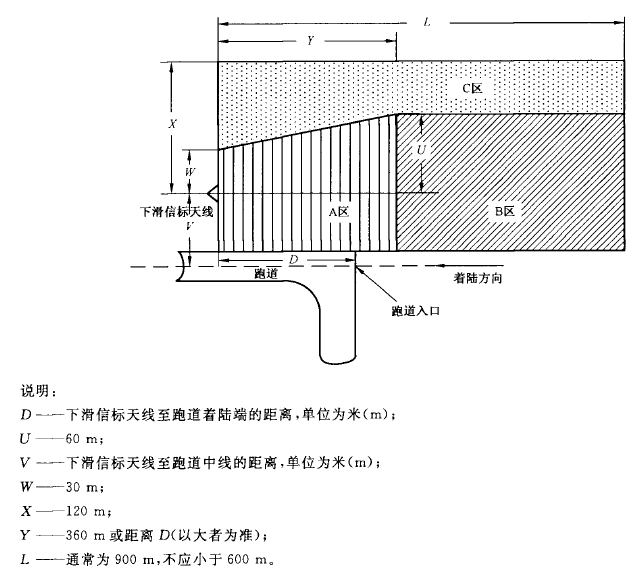 L
Y
C区
X
W
U
下滑信标天线
A区
B区
V
D
跑道
着陆方向
跑道入口
说明：
D——下滑信标天线至跑道着陆端的距离,单位为米(m);
U——60 m;
V——下滑信标天线至跑道中线的距离,单位为米(m);
W——30 m;
X——120 m;
Y——360 m或距离D(以大者为准);
L——通常为900 m,不应小于600 m。